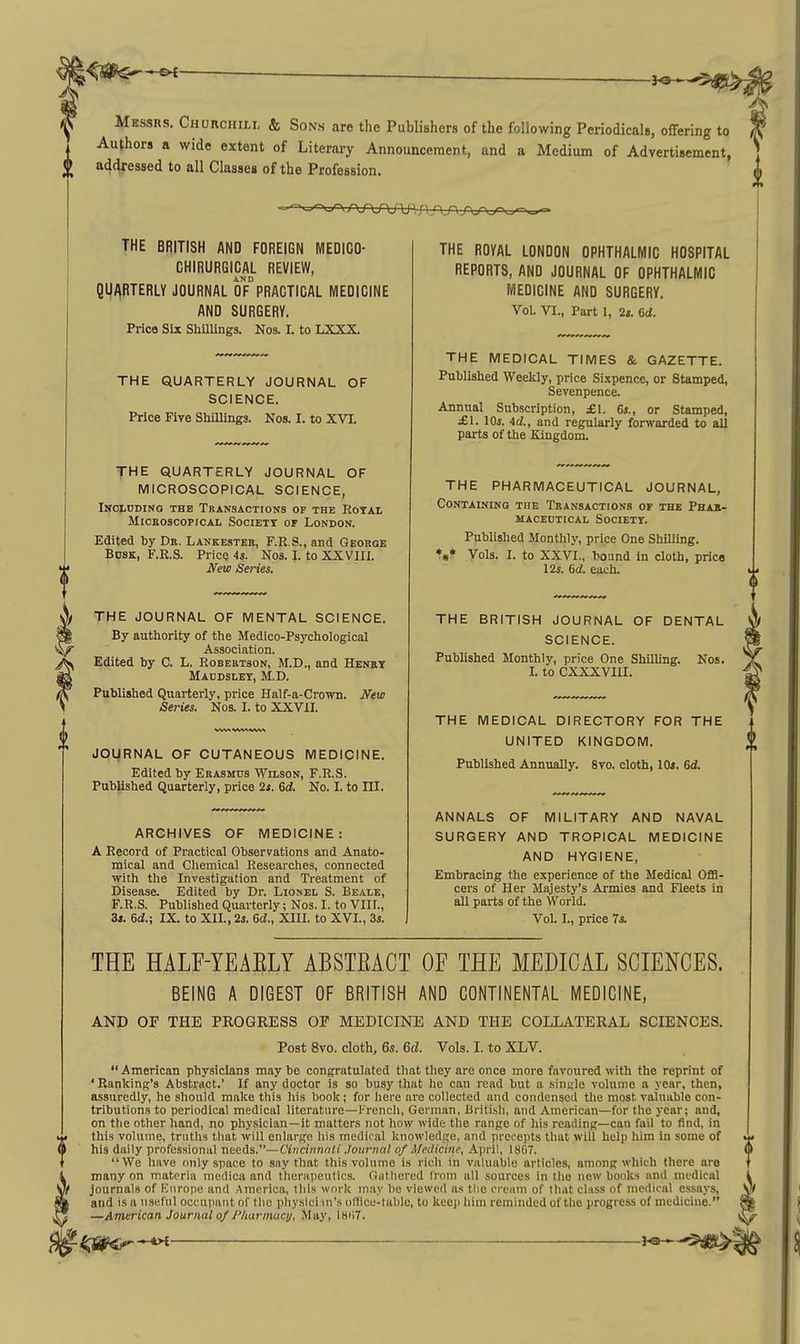 Messrs. Churchill & Sons are the Publishers of the following Periodicals, offering to
Authors a wide extent of Literary Announcement, and a Medium of Advertisement,
addressed to all Classes of the Profession.
THE BRITISH AND FOREIGN MEDICO-
CHIRURGICAL REVIEW,
AND
QUARTERLY JOURNAL OF PRACTICAL MEDICINE
AND SURGERY.
Price Six Shillings. Nos. I. to LXXX.
THE QUARTERLY JOURNAL OF
SCIENCE.
Price Five Shillings. Nos. I. to XVI.
THE QUARTERLY JOURNAL OF
MICROSCOPICAL SCIENCE,
Including the Transactions of the Royal
Microscopical Society of London.
Edited by Dr. Lankester, F.R.S., and George
Busk, F.R.S. Price 4s. Nos. I. to XXVIII.
New Series.
THE JOURNAL OF MENTAL SCIENCE.
By authority of the Medico-Psychological
Association.
Edited by C. L. Robertson, M.D., and Henry
Maudsley, M.D.
Published Quarterly, price Half-a-Crown. New
Series. Nos. I. to XXVII.
JOURNAL OF CUTANEOUS MEDICINE.
Edited by Erasmus Wilson, F.R.S.
Published Quarterly, price 2s. 6d. No. I. to III.
ARCHIVES OF MEDICINE:
A Record of Practical Observations and Anato-
mical and Chemical Researches, connected
with the Investigation and Treatment of
Disease. Edited by Dr. Lionel S. Beale,
F.R.S. Published Quarterly; Nos. I. to VIII.,
3s. 6d.; IX. to XII., 2s. 6d., XIII. to XVI., 3s.
THE ROYAL LONDON OPHTHALMIC HOSPITAL
REPORTS, AND JOURNAL OF OPHTHALMIC
MEDICINE AND SURGERY.
Vol. VI., Part 1, 2s. 6d.
THE MEDICAL TIMES & GAZETTE.
Published Weekly, price Sixpence, or Stamped,
Sevenpence.
Annual Subscription, £1. 6s., or Stamped,
£1. 10s. 4d., and regularly forwarded to all
parts of the Kingdom.
THE PHARMACEUTICAL JOURNAL,
Containing the Transactions of the Phar-
maceutical Society.
Published Monthly, price One Shilling.
*** Vols. I. to XXVI., bound in cloth, price
12s. 6d. each.
THE BRITISH JOURNAL OF DENTAL
SCIENCE.
Published Monthly, price One Shilling. Nos.
I. to CXXXVIII.
THE MEDICAL DIRECTORY FOR THE
UNITED KINGDOM.
Published Annually. 8vo. cloth, 10s. 6d.
ANNALS OF MILITARY AND NAVAL
SURGERY AND TROPICAL MEDICINE
AND HYGIENE,
Embracing the experience of the Medical Offi-
cers of Her Majesty's Armies and Fleets in
all parts of the World.
Vol. I., price 7s.
THE HALF-YEARLY ABSTRACT OF THE MEDICAL SCIENCES.
BEING A DIGEST OF BRITISH AND CONTINENTAL MEDICINE,
AND OF THE PROGRESS OF MEDICINE AND THE COLLATERAL SCIENCES.
Post 8vo. cloth, 6s. 6d. Vols. I. to XLV.
"American physicians may be congratulated that they are once more favoured with the reprint of
'Ranking's Abstract.' If any doctor is so busy that he can read but a single volume a year, then,
assuredly, he should make this his book; for here are collected and condensed the most valuable con-
tributions to periodical medical literature—French, German, British, and American—for the year; and,
on the other hand, no physician—it matters not how wide the range of his reading—can fail to find, in
this volume, truths that will enlarge his medical knowledge, and precepts that will help him in some of
his daily professional needs."—Cincinnati Journal of Medicine, April, 1867.
"We have only space to say that this volume is rich in valuable articles, among which there are
many on materia medica and therapeutics. Gathered from all sources in the new books and medical
journals of Europe and America, this work may be viewed as the cream of that class of medical essays,
and is a useful occupant of the physician's office-table, to keep him reminded of the progress of medicine."
—American Journal of Pharmacy, May, 1867.